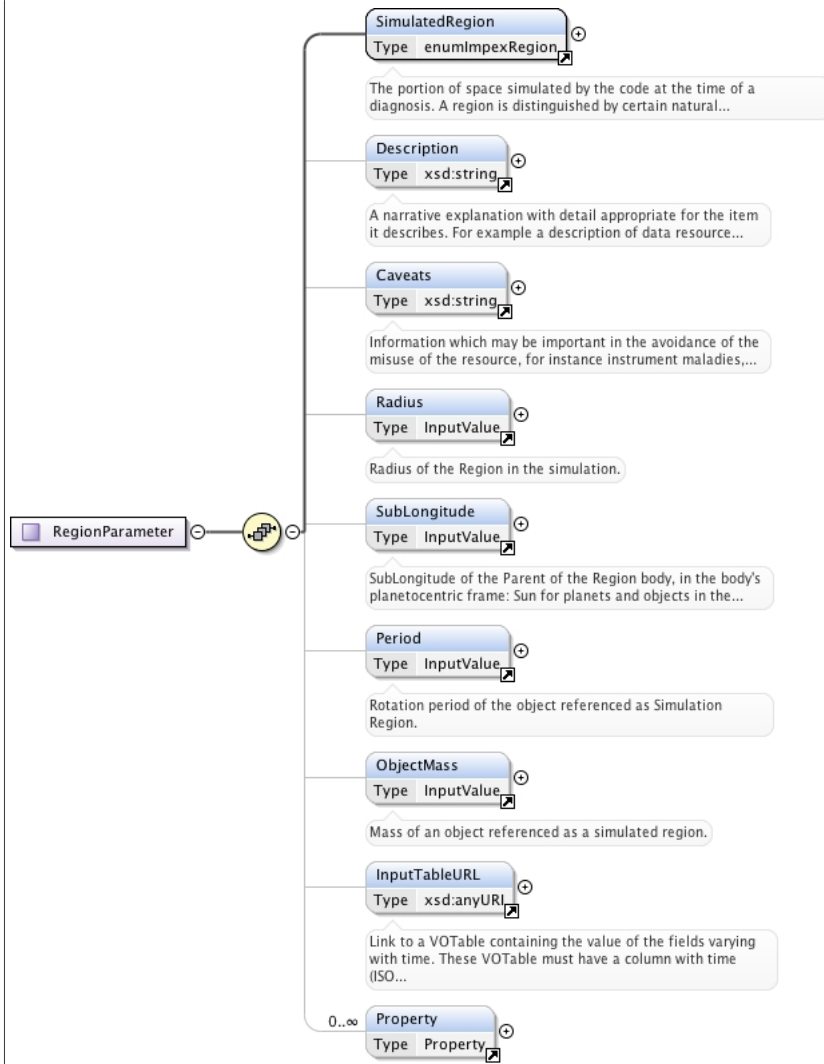 SimulatedRegion
Type enumImpexRegion
The portion of space simulated by the code at the time of a
diagnosis. A region is distinguished by certain natural...
Description
Type xsd:string
A narrative explanation with detail appropriate for the item
it describes. For example a description of data resource...
Caveats
Type xsd:string
Information which may be important in the avoidance of the
misuse of the resource, for instance instrument maladies,...
Radius
Type InputValue
Radius of the Region in the simulation.
RegionParameter
SubLongitude
Type InputValue
SubLongitude of the Parent of the Region body, in the body's
planetocentric frame: Sun for planets and objects in the...
Period
Type InputValue
Rotation period of the object referenced as Simulation
Region.
ObjectMass
Type InputValue
Mass of an object referenced as a simulated region.
InputTableURL
Type xsd:anyURI
Link to a VOTable containing the value of the fields varying
with time. These VOTable must have a column with time
(ISO...
0..∞
Property
Type Property